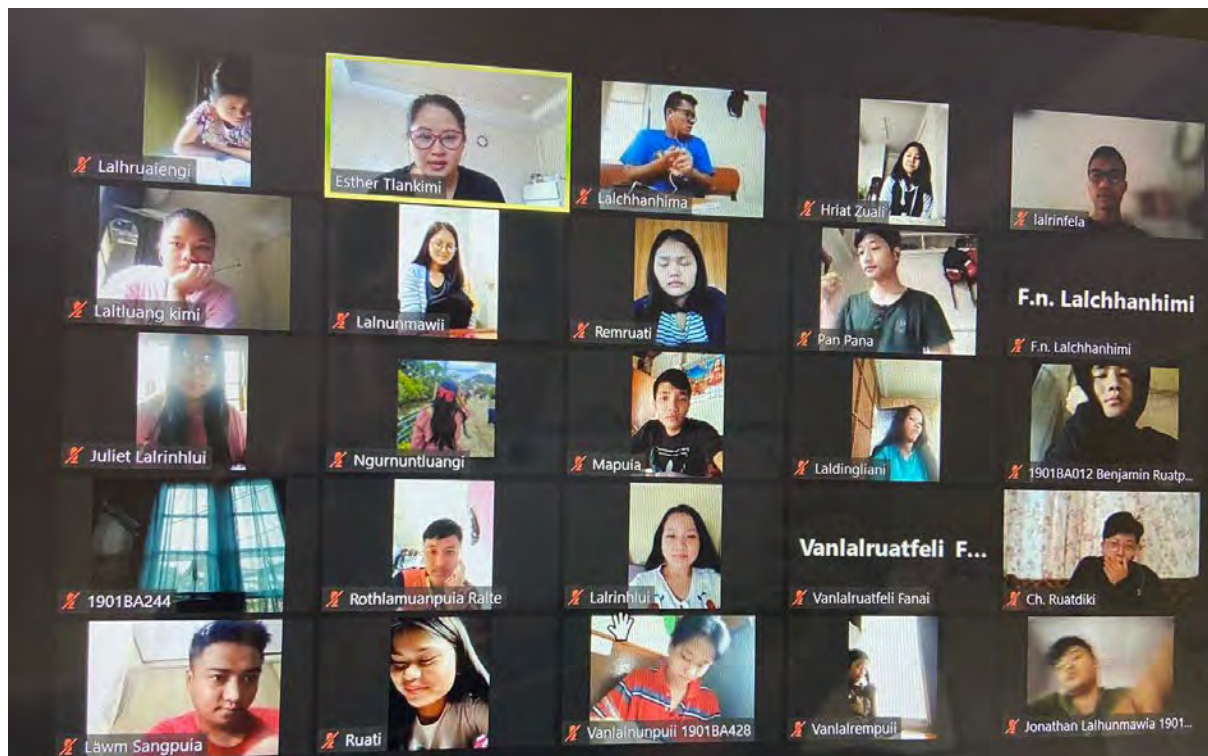 Lalhruaiengi
Esther Tlankimi
Lalchhanhima
Hriat Zuali
lalrinfela
Laltluang kimi
Lalnunmawii
Remruati
Pan Pana
F.n. Lalchhanhimi
F.n. Lalchhanhimi
Juliet Lalrinhlui
Ngurnuntluangi
Mapuia
Laldingliani
1901BA012 Benjamin Ruatp...
1901BA244
Rothlamuanpuia Ralte
Lalrinhlui
Vanlalruatfeli F...
Vanlalruatfeli Fanai
Ch. Ruatdiki
Läwm Sangpuia
Ruati
Vanlalnunpuii 1901BA428
Vanlalrempuii
Jonathan Lalhunmawia 1901...